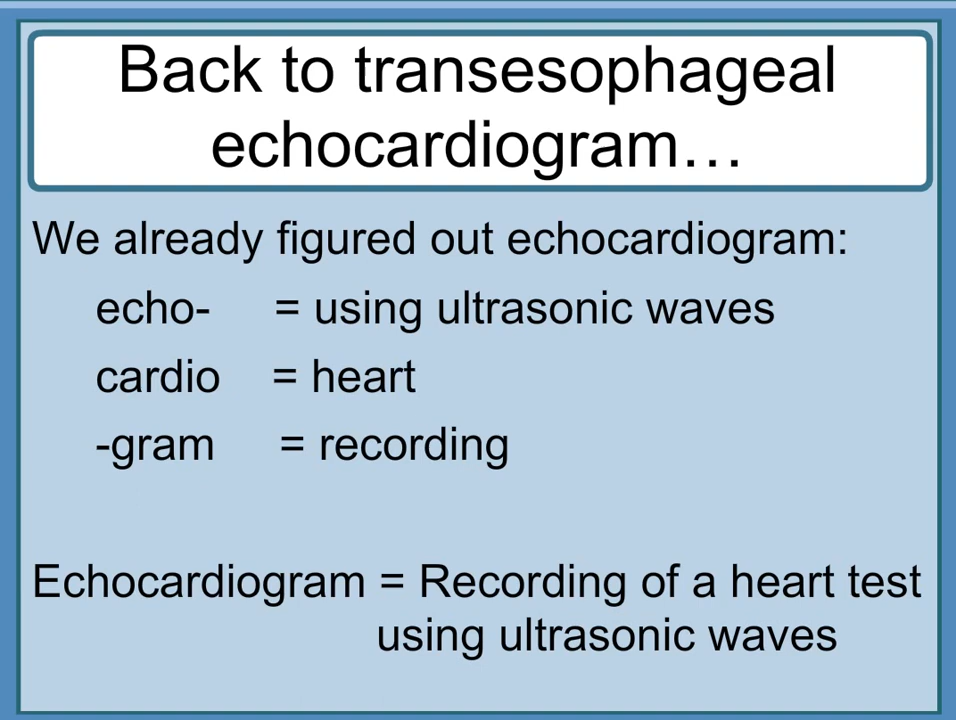 Back to transesophageal
echocardiogram…
We already figured out echocardiogram:
echo- = using ultrasonic waves
cardio = heart
-gram = recording
Echocardiogram = Recording of a heart test
using ultrasonic waves